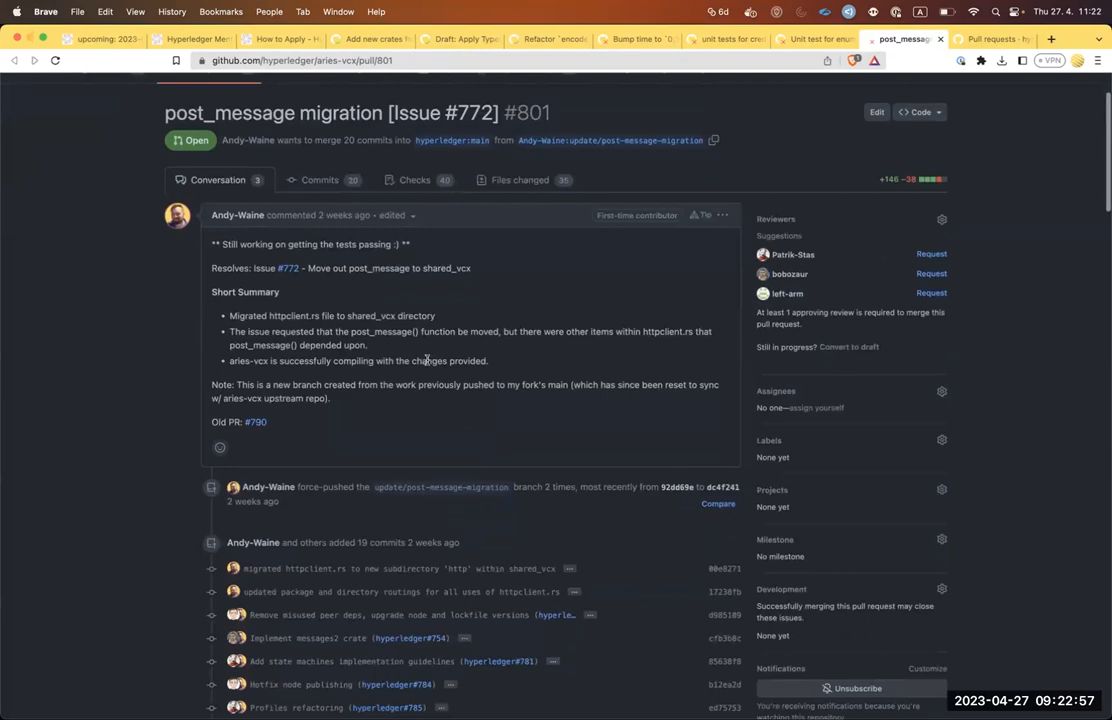 Brave File Edit View History Bookmarks People Tab Window Help 6d A Thu 27. 4. 11:22
upcoming: 2023- Hyperledger Mem How to Apply - H Add new crates f Draft: Apply Type Refactor `encode Bump time to `0. unit tests for cred Unit test for enum post_messag Pull requests · hy
github.com/hyperledger/aries-vcx/pull/801 VPN
post_message migration [Issue #772] #801
Edit Code
Open Andy-Waine wants to merge 20 commits into hyperledger:main from Andy-Waine:update/post-message-migration
Conversation 3 Commits 20 Checks 40 Files changed 35 +146 −38
Andy-Waine commented 2 weeks ago • edited First-time contributor Tip ···
** Still working on getting the tests passing :) **
Resolves: Issue #772 - Move out post_message to shared_vcx
Short Summary
• Migrated httpclient.rs file to shared_vcx directory
• The issue requested that the post_message() function be moved, but there were other items within httpclient.rs that
post_message() depended upon.
• aries-vcx is successfully compiling with the changes provided.
Note: This is a new branch created from the work previously pushed to my fork's main (which has since been reset to sync
w/ aries-vcx upstream repo).
Old PR: #790
Andy-Waine force-pushed the update/post-message-migration branch 2 times, most recently from 92dd69e to dc4f241
2 weeks ago
Compare
Andy-Waine and others added 19 commits 2 weeks ago
migrated httpclient.rs to new subdirectory 'http' within shared_vcx ··· 00e8271
updated package and directory routings for all uses of httpclient.rs ··· 17238fb
Remove misused peer deps, upgrade node and lockfile versions (hyperle… ··· d985109
Implement messages2 crate (hyperledger#754) ··· cfb3b0c
Add state machines implementation guidelines (hyperledger#781) ··· 85638f8
Hotfix node publishing (hyperledger#784) ··· b12ea2d
Profiles refactoring (hyperledger#785) ··· ed75753
Reviewers
Suggestions
Patrik-Stas Request
bobozaur Request
left-arm Request
At least 1 approving review is required to merge this
pull request.
Still in progress? Convert to draft
Assignees
No one—assign yourself
Labels
None yet
Projects
None yet
Milestone
No milestone
Development
Successfully merging this pull request may close
these issues.
None yet
Notifications Customize
Unsubscribe
You're receiving notifications because you're
watching this repository.
2023-04-27 09:22:57